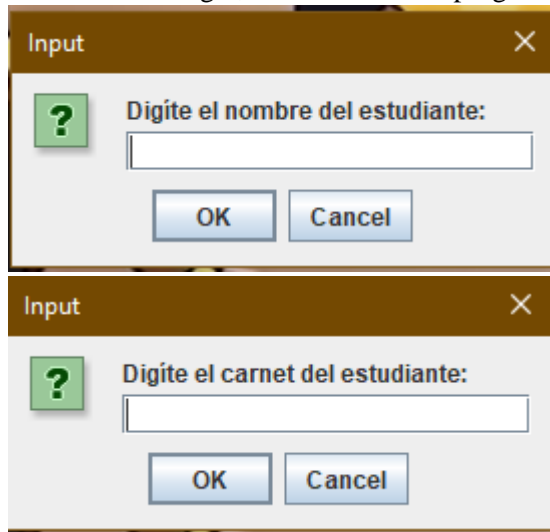 Input
Digíte el nombre del estudiante:
OK Cancel
Input
Digíte el carnet del estudiante:
OK Cancel